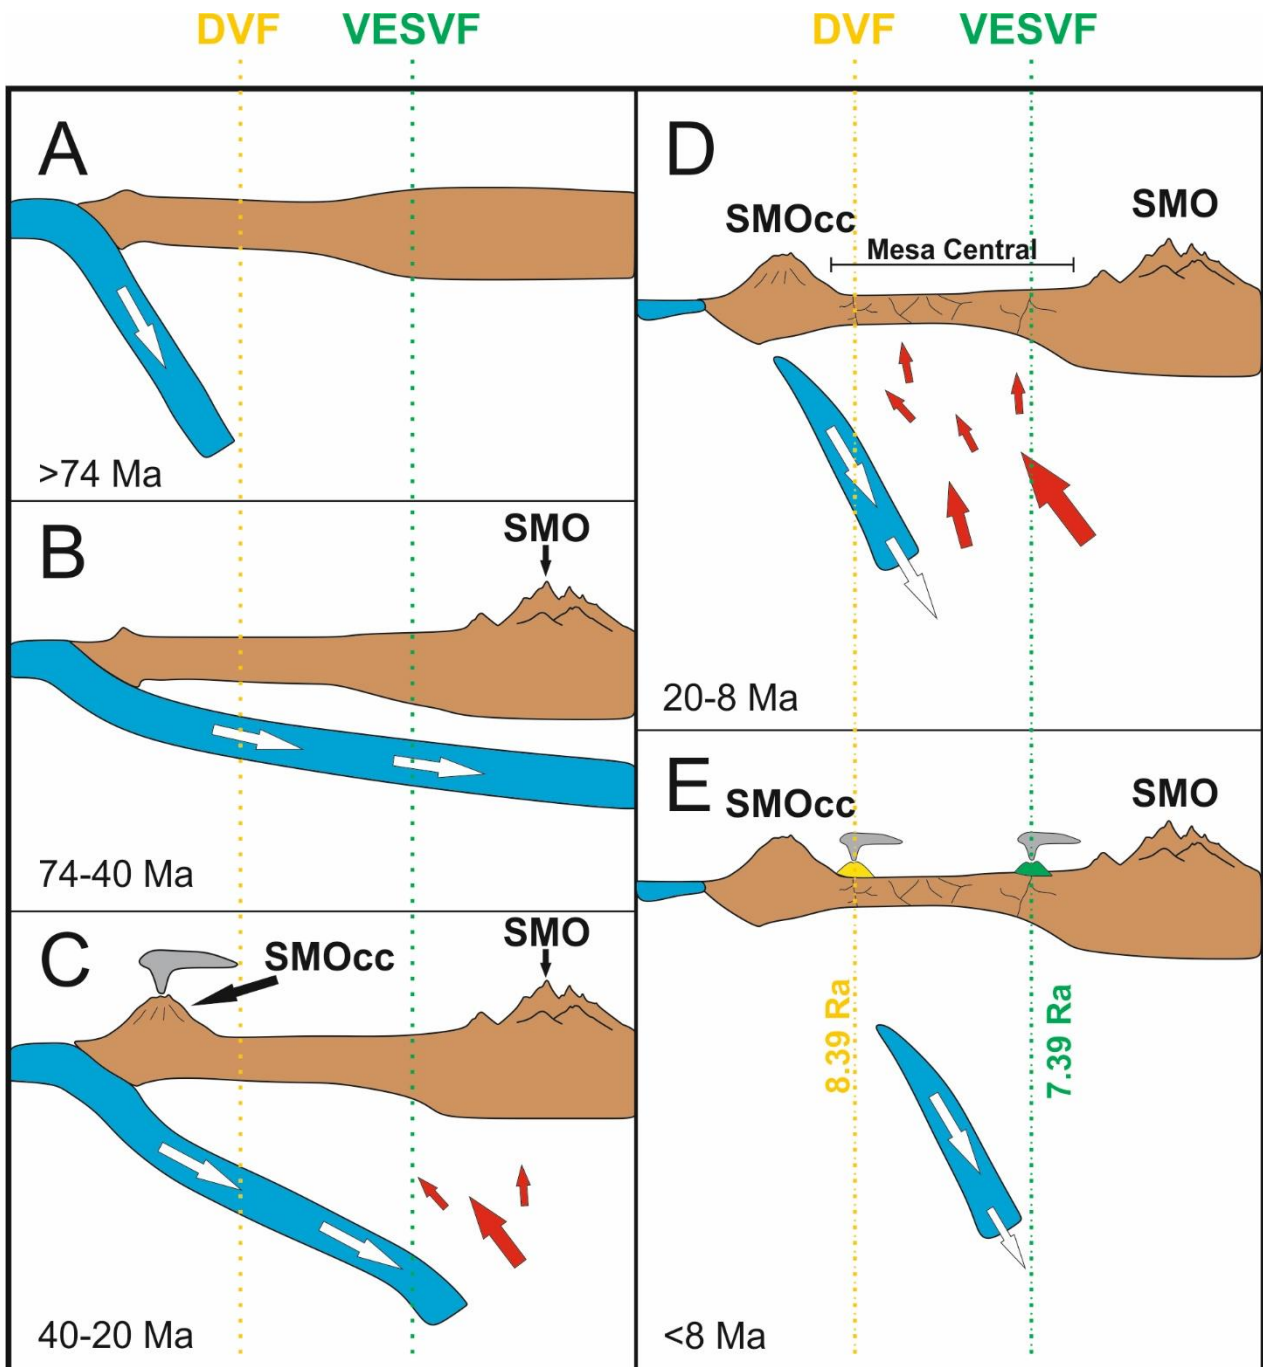 DVF VESVF
DVF VESVF
A
>74 Ma
B
SMO
74-40 Ma
C
SMOcc
SMO
40-20 Ma
D
SMOcc
SMO
Mesa Central
20-8 Ma
E
SMOcc
SMO
8.39 Ra
7.39 Ra
<8 Ma